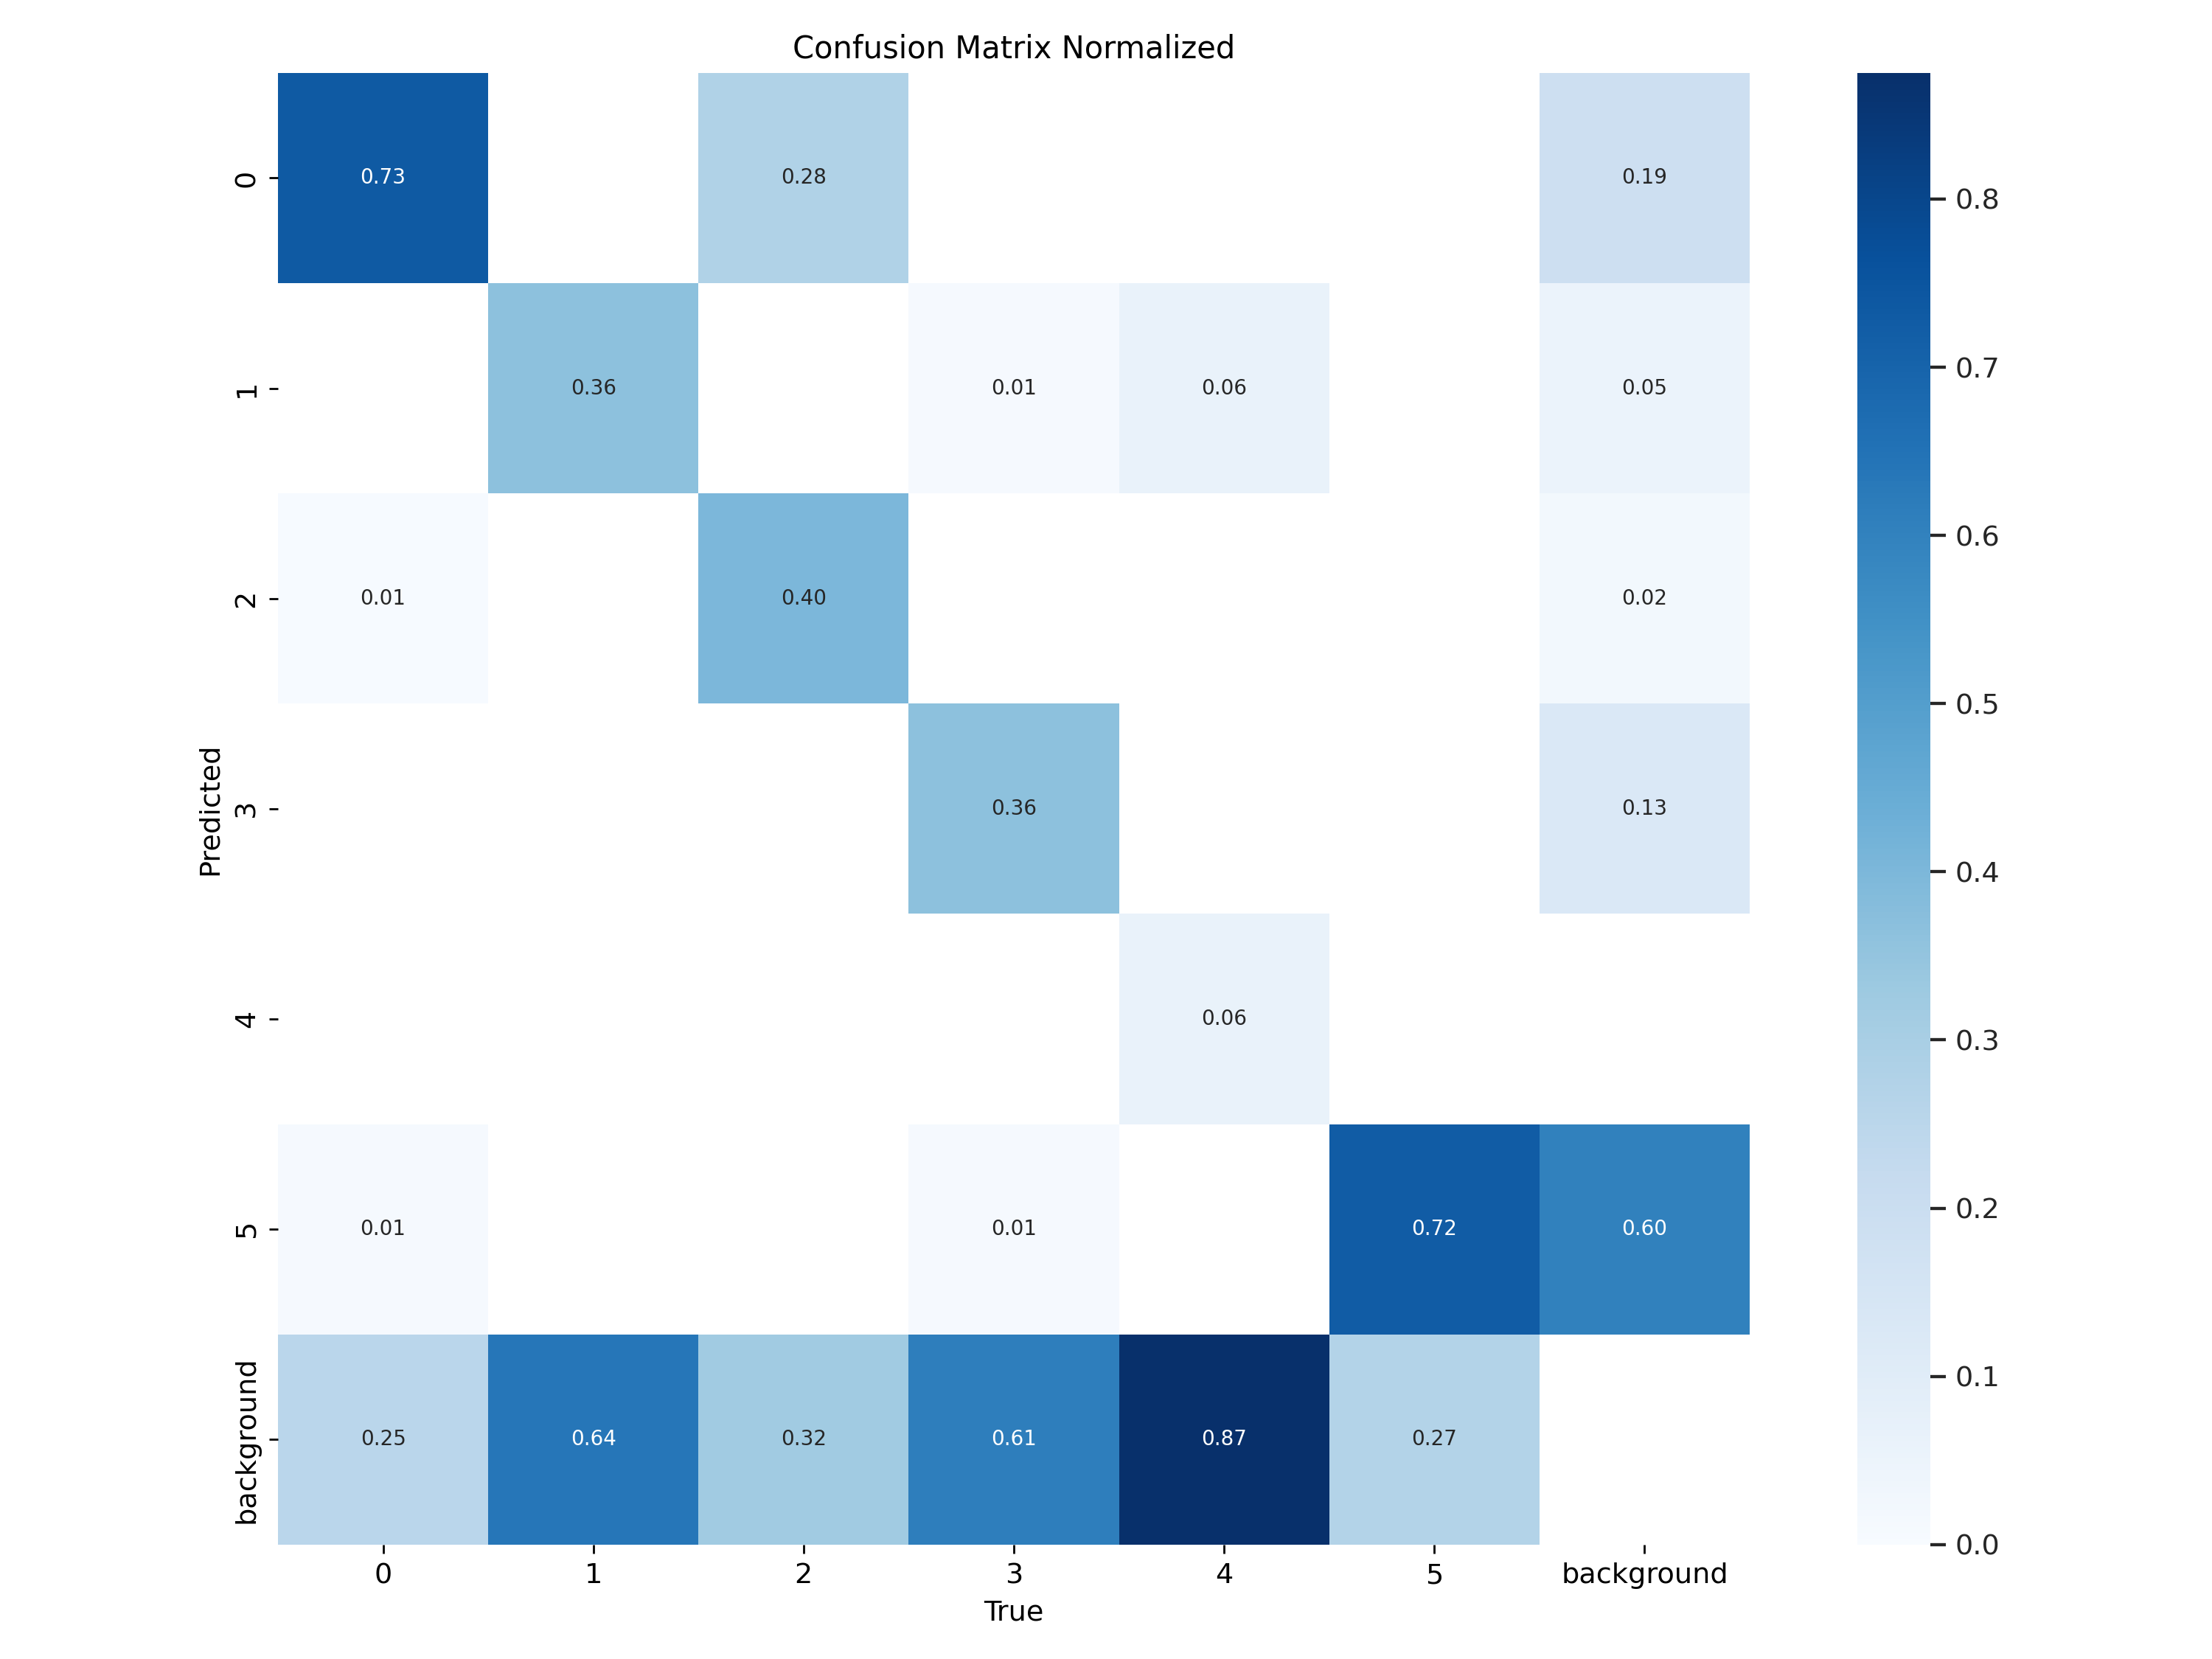 Confusion Matrix Normalized
0 0.73 0.28 0.19
1 0.36 0.01 0.06 0.05
2 0.01 0.40 0.02
3 0.36 0.13
4 0.06
5 0.01 0.01 0.72 0.60
background 0.25 0.64 0.32 0.61 0.87 0.27
0 1 2 3 4 5 background
True
Predicted
0.8
0.7
0.6
0.5
0.4
0.3
0.2
0.1
0.0